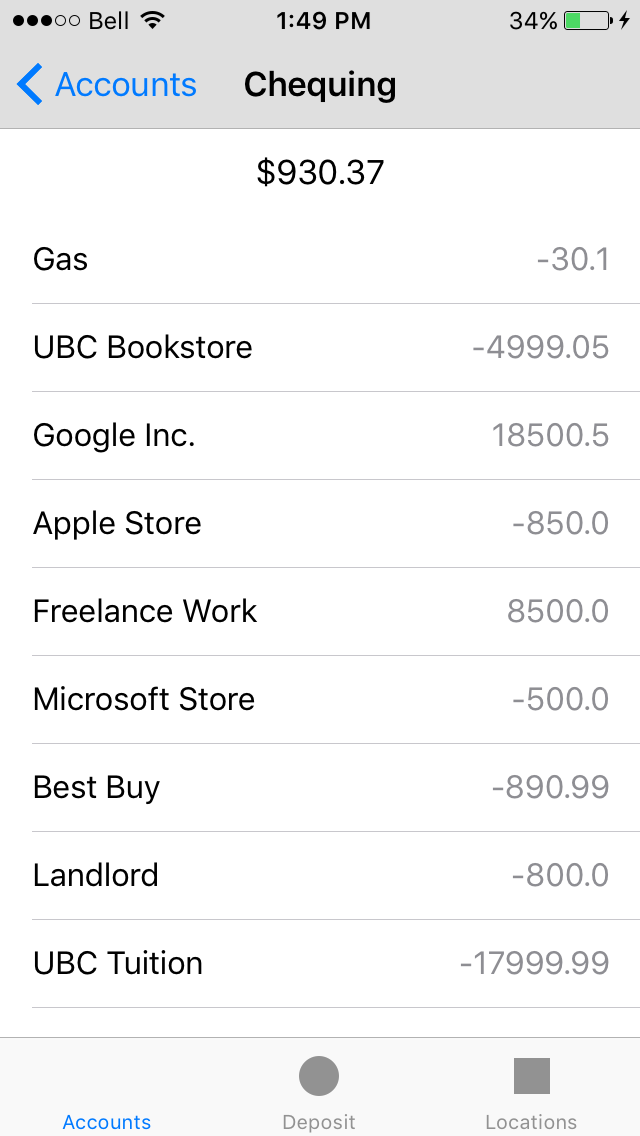 Bell 1:49 PM 34%
Accounts Chequing
$930.37
Gas -30.1
UBC Bookstore -4999.05
Google Inc. 18500.5
Apple Store -850.0
Freelance Work 8500.0
Microsoft Store -500.0
Best Buy -890.99
Landlord -800.0
UBC Tuition -17999.99
Accounts Deposit Locations